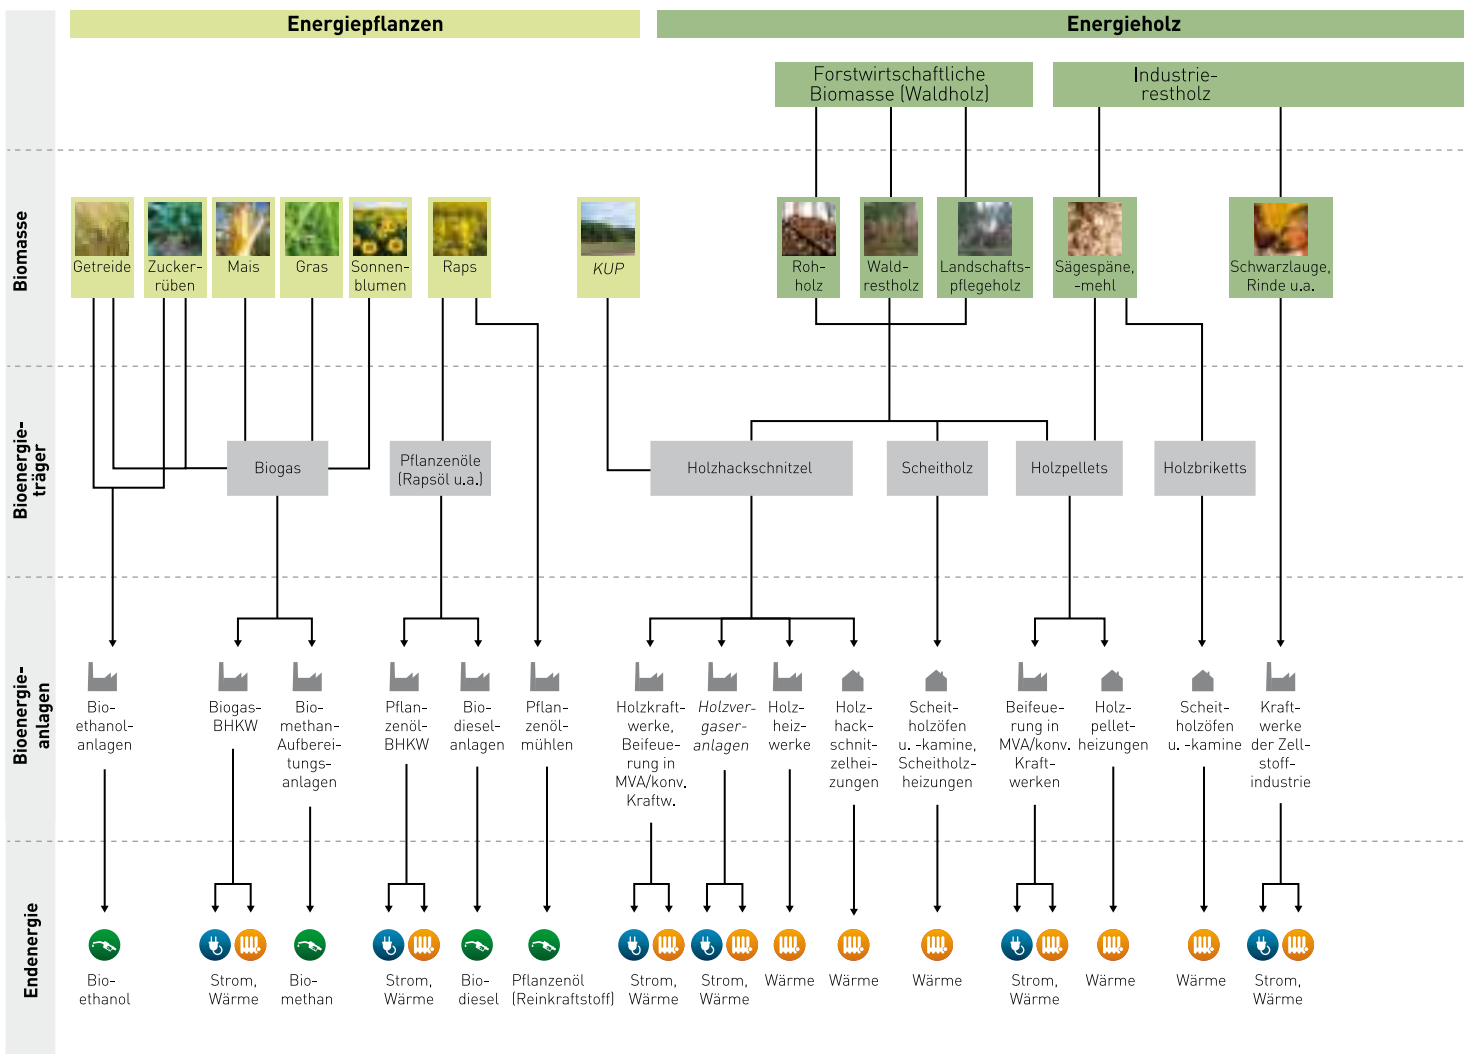 Energiepflanzen
Energieholz
Forstwirtschaftliche
Biomasse (Waldholz)
Industrie-
restholz
Biomasse
Getreide
Zucker-
rüben
Mais
Gras
Sonnen-
blumen
Raps
KUP
Roh-
holz
Wald-
restholz
Landschafts-
pflegeholz
Sägespäne,
-mehl
Schwarzlauge,
Rinde u.a.
Bioenergie-
träger
Biogas
Pflanzenöle
(Rapsöl u.a.)
Holzhackschnitzel
Scheitholz
Holzpellets
Holzbriketts
Bioenergie-
anlagen
Bio-
ethanol-
anlagen
Biogas-
BHKW
Bio-
methan-
Aufberei-
tungs-
anlagen
Pflan-
zenöl-
BHKW
Bio-
diesel-
anlagen
Pflan-
zenöl-
mühlen
Holzkraft-
werke,
Beifeue-
rung in
MVA/konv.
Kraftw.
Holzver-
gaser-
anlagen
Holz-
heiz-
werke
Holz-
hack-
schnit-
zelhei-
zungen
Scheit-
holzöfen
u. -kamine,
Scheitholz-
heizungen
Beifeue-
rung in
MVA/konv.
Kraft-
werken
Holz-
pellet-
heizungen
Scheit-
holzöfen
u. -kamine
Kraft-
werke
der Zell-
stoff-
industrie
Endenergie
Bio-
ethanol
Strom,
Wärme
Bio-
methan
Strom,
Wärme
Bio-
diesel
Pflanzenöl
(Reinkraftstoff)
Strom,
Wärme
Strom,
Wärme
Wärme
Wärme
Wärme
Strom,
Wärme
Wärme
Wärme
Strom,
Wärme